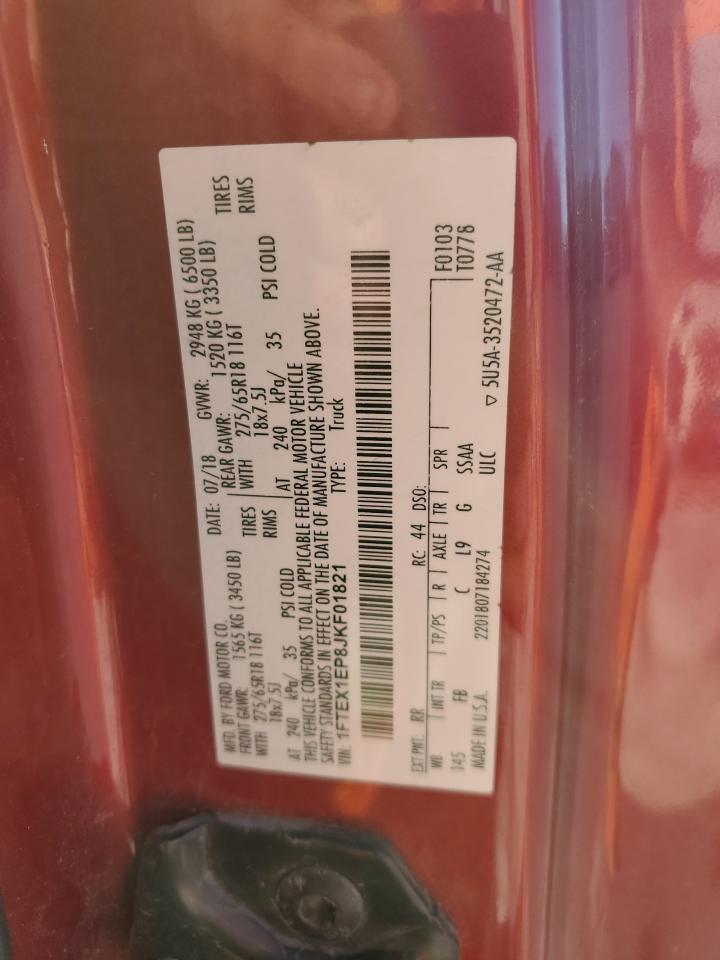 MFD. BY FORD MOTOR CO. DATE: 07/18 GVWR: 2948 KG ( 6500 LB)
FRONT GAWR: 1565 KG ( 3450 LB) REAR GAWR: 1520 KG ( 3350 LB)
WITH 275/65R18 116T TIRES WITH 275/65R18 116T TIRES
18x7.5J RIMS 18x7.5J RIMS
AT 240 kPa/ 35 PSI COLD AT 240 kPa/ 35 PSI COLD
THIS VEHICLE CONFORMS TO ALL APPLICABLE FEDERAL MOTOR VEHICLE
SAFETY STANDARDS IN EFFECT ON THE DATE OF MANUFACTURE SHOWN ABOVE.
VIN: 1FTEX1EP8JKF01821 TYPE: Truck
EXT PNT: RR RC: 44 DSO: F0103
WB INT TR TP/PS R AXLE TR SPR T0778
145 FB C L9 G SSAA
MADE IN U.S.A. 2201807184274 ULC ▽ 5U5A-3520472-AA